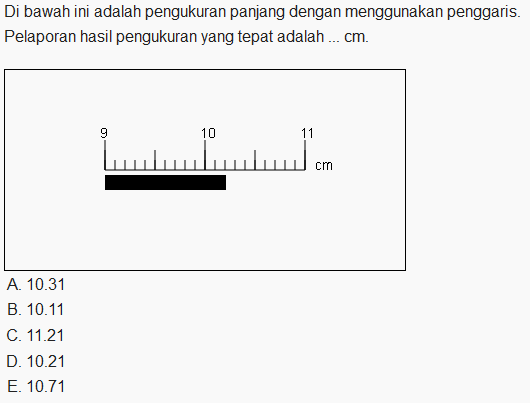 Di bawah ini adalah pengukuran panjang dengan menggunakan penggaris.
Pelaporan hasil pengukuran yang tepat adalah ... cm.
9 10 11
cm
A. 10.31
B. 10.11
C. 11.21
D. 10.21
E. 10.71